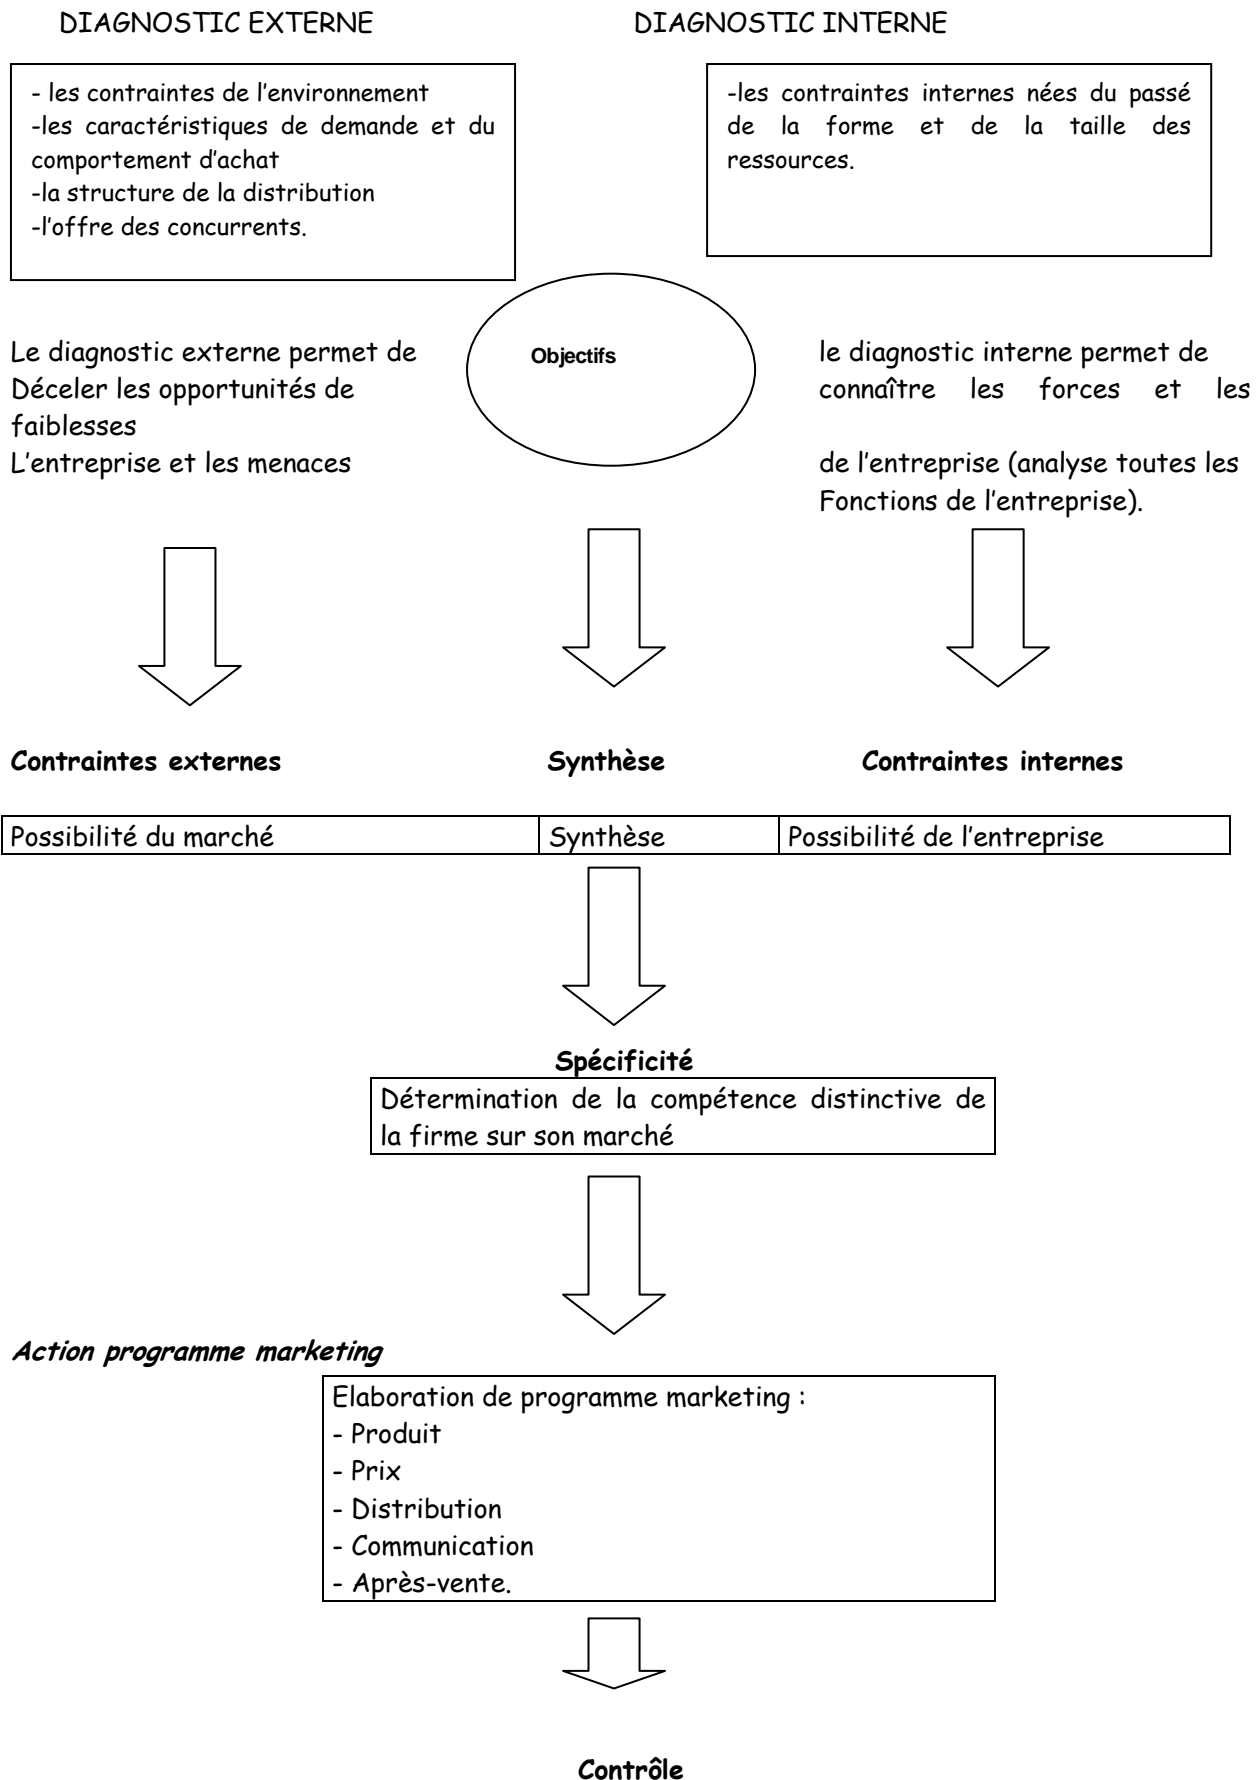 DIAGNOSTIC EXTERNE
DIAGNOSTIC INTERNE
- les contraintes de l'environnement
-les caractéristiques de demande et du
comportement d'achat
-la structure de la distribution
-l'offre des concurrents.
-les contraintes internes nées du passé
de la forme et de la taille des
ressources.
Le diagnostic externe permet de
Déceler les opportunités de
faiblesses
L'entreprise et les menaces
Objectifs
le diagnostic interne permet de
connaître les forces et les
de l'entreprise (analyse toutes les
Fonctions de l'entreprise).
Contraintes externes
Synthèse
Contraintes internes
Possibilité du marché
Synthèse
Possibilité de l'entreprise
Spécificité
Détermination de la compétence distinctive de
la firme sur son marché
Action programme marketing
Elaboration de programme marketing :
- Produit
- Prix
- Distribution
- Communication
- Après-vente.
Contrôle